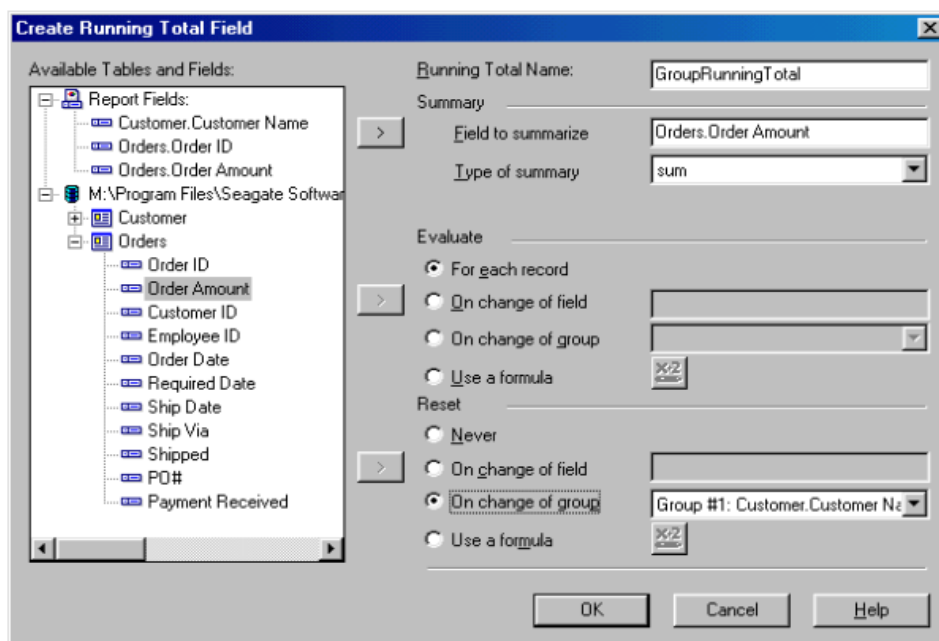 Create Running Total Field
Available Tables and Fields:
Report Fields:
Customer.Customer Name
Orders.Order ID
Orders.Order Amount
M:\Program Files\Seagate Softwar
Customer
Orders
Order ID
Order Amount
Customer ID
Employee ID
Order Date
Required Date
Ship Date
Ship Via
Shipped
PO#
Payment Received
>
>
>
Running Total Name: GroupRunningTotal
Summary
Field to summarize Orders.Order Amount
Type of summary sum
Evaluate
For each record
On change of field
On change of group
Use a formula X·2
Reset
Never
On change of field
On change of group Group #1: Customer.Customer Na
Use a formula X·2
OK Cancel Help